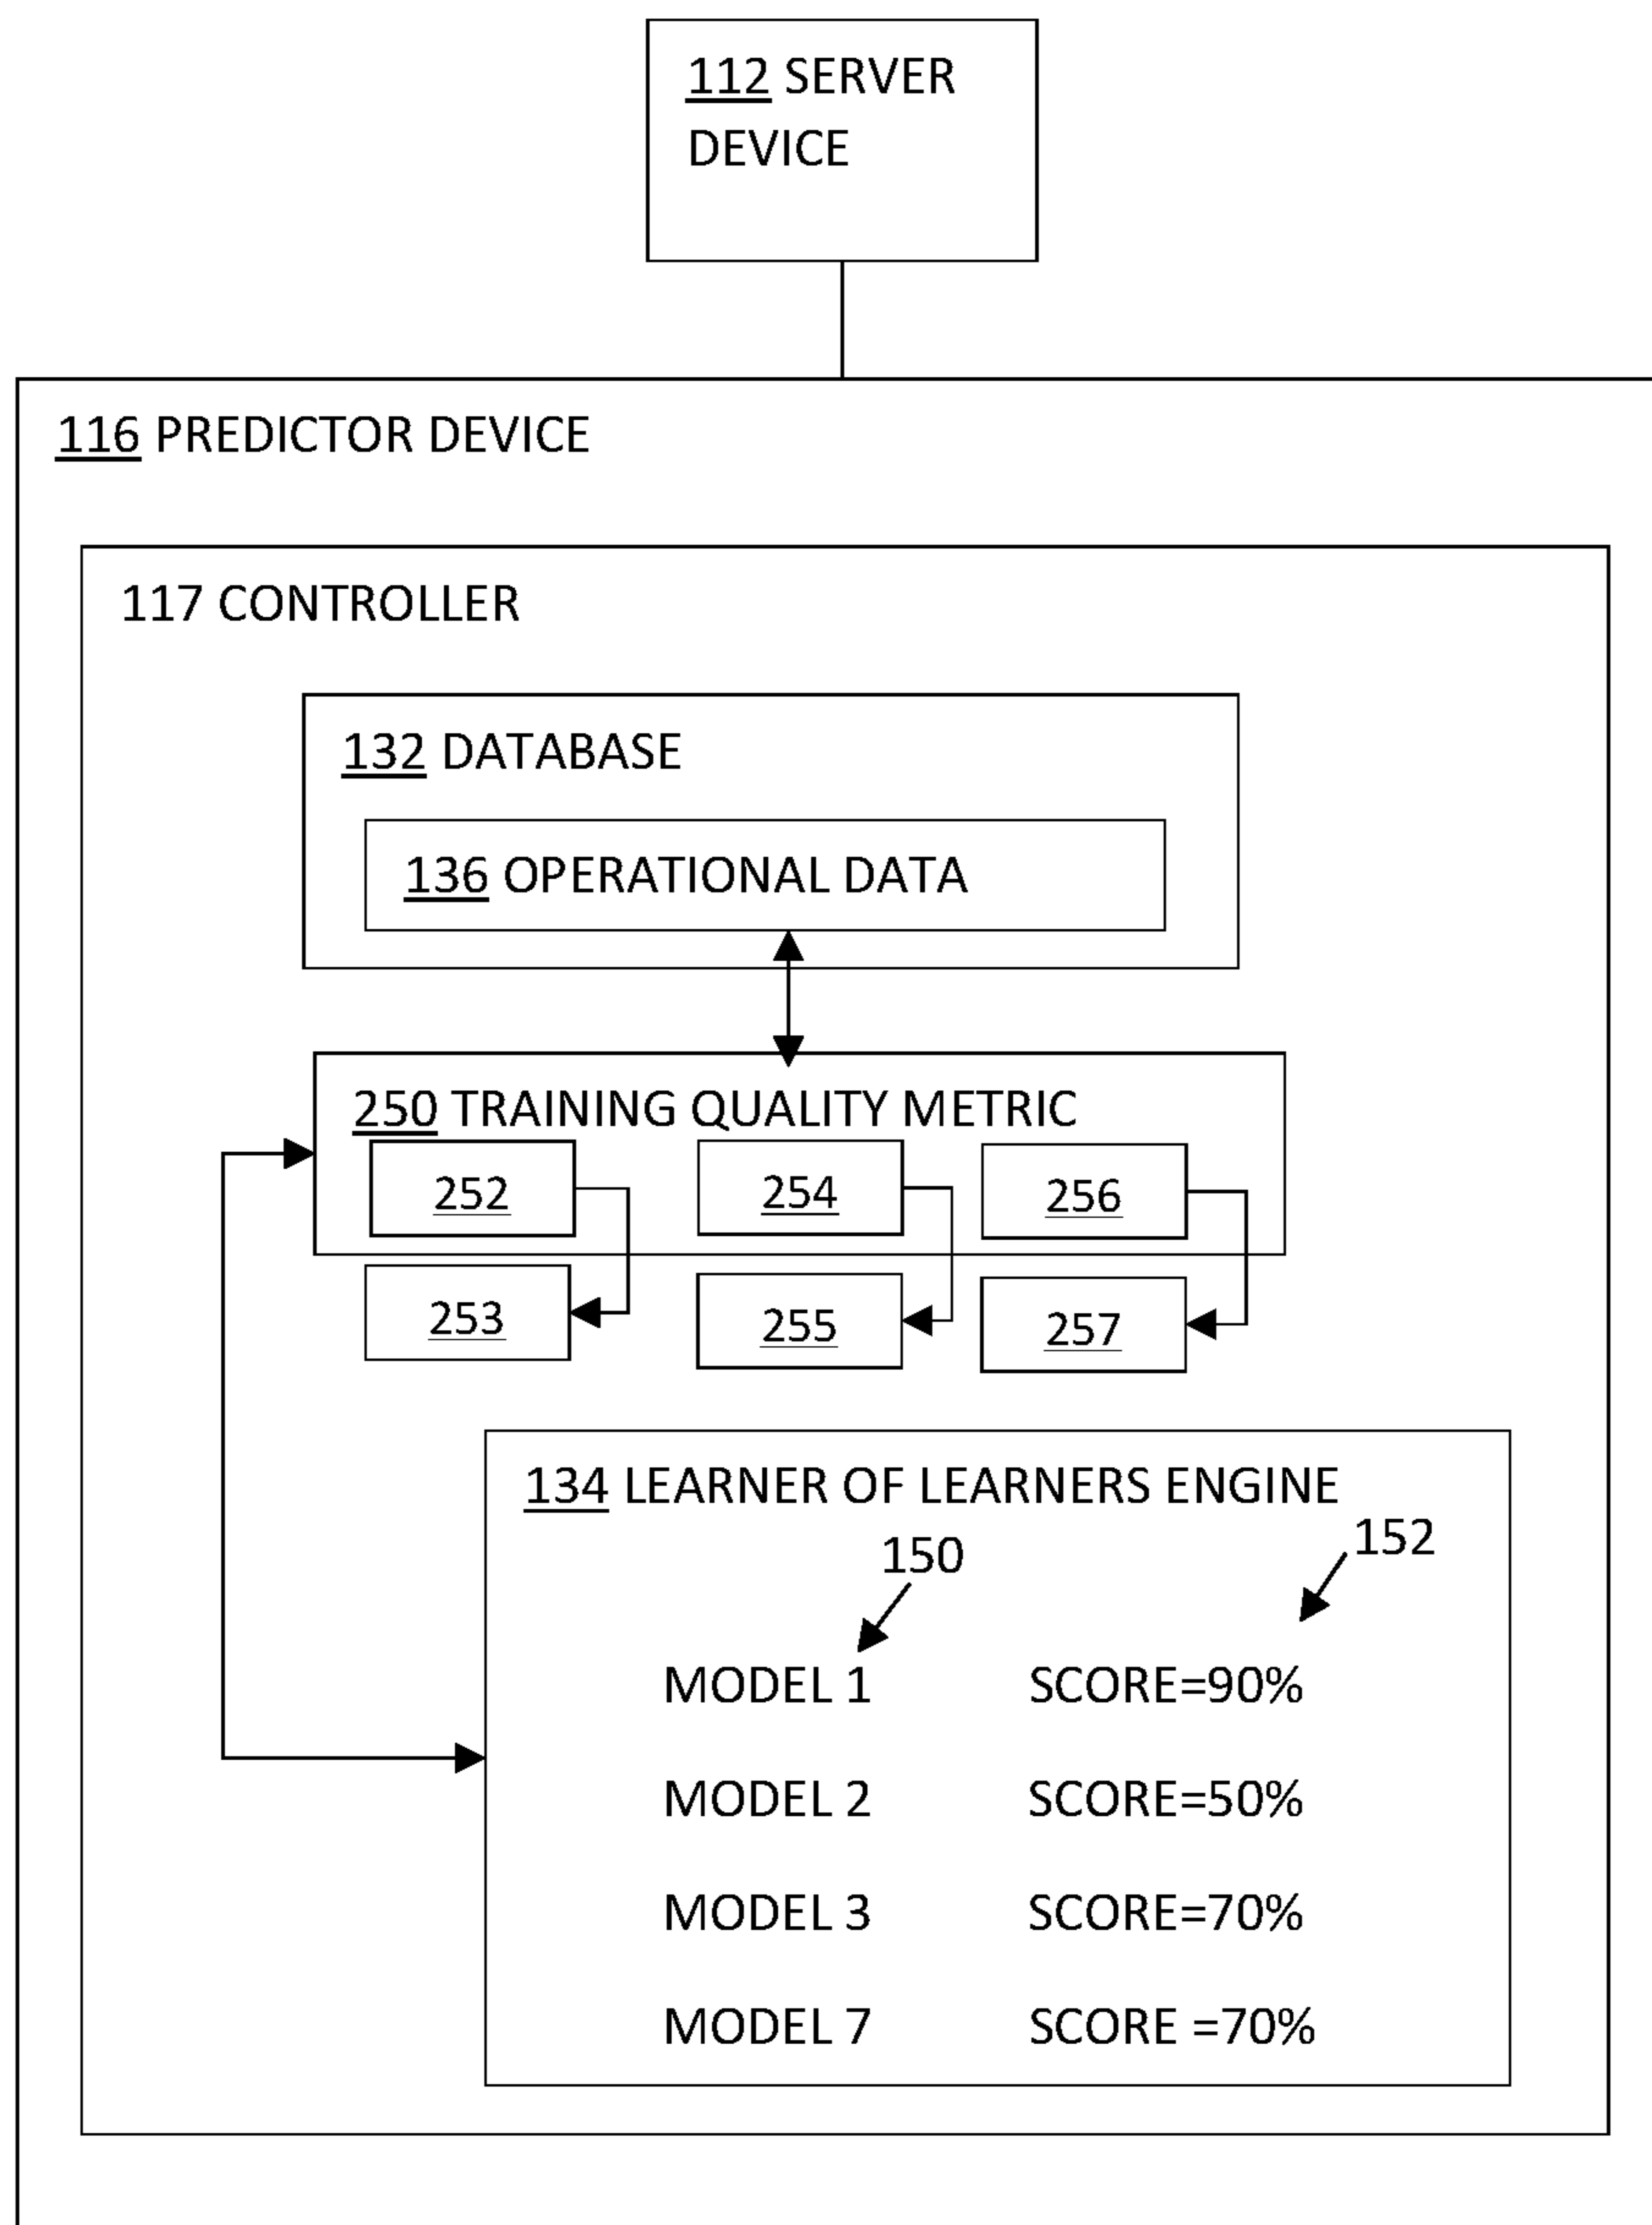 112 SERVER
DEVICE
116 PREDICTOR DEVICE
117 CONTROLLER
132 DATABASE
136 OPERATIONAL DATA
250 TRAINING QUALITY METRIC
252 254 256
253 255 257
134 LEARNER OF LEARNERS ENGINE
150 152
MODEL 1 SCORE=90%
MODEL 2 SCORE=50%
MODEL 3 SCORE=70%
MODEL 7 SCORE =70%